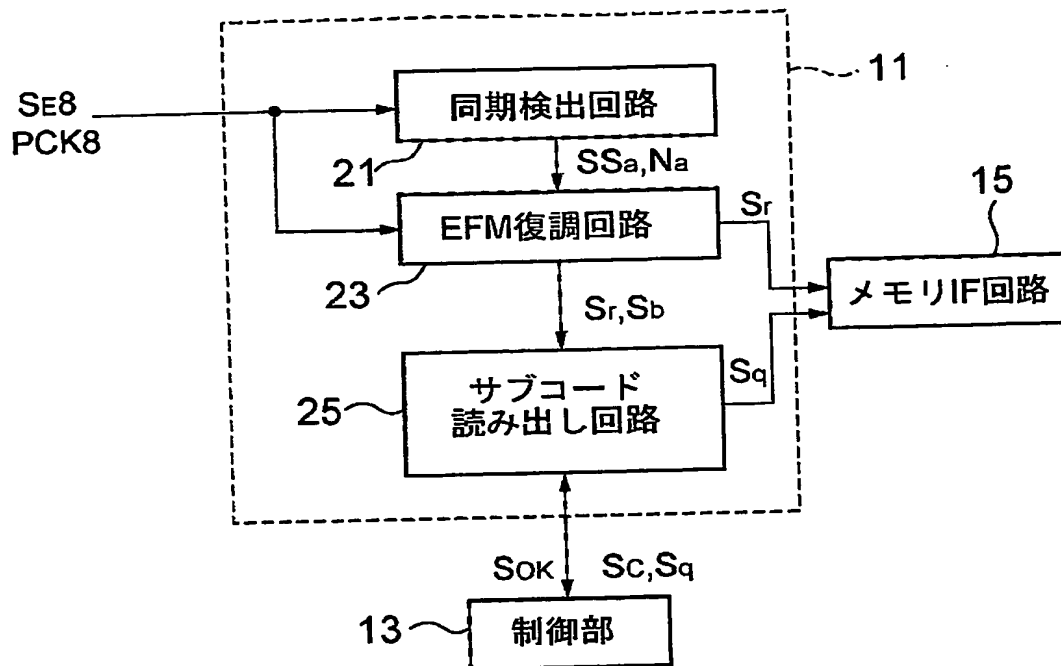 11
SE8
PCK8
同期検出回路
21
SSa,Na
EFM復調回路
23
Sr
15
メモリIF回路
Sr,Sb
サブコード
読み出し回路
25
Sq
SOK
SC,Sq
13
制御部